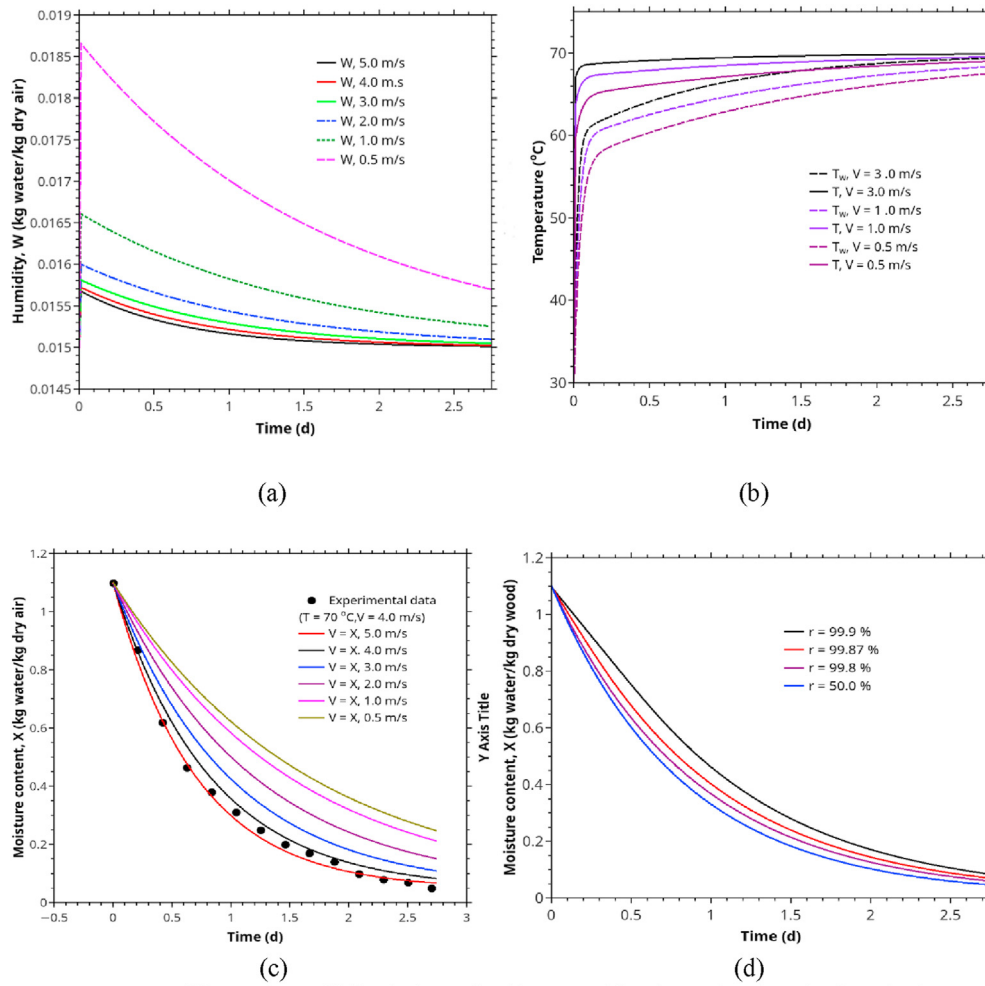 0.019
0.0185
0.018
0.0175
0.017
0.0165
0.016
0.0155
0.015
0.0145
Humidity, W (kg water/kg dry air)
W, 5.0 m/s
W, 4.0 m.s
W, 3.0 m/s
W, 2.0 m/s
W, 1.0 m/s
W, 0.5 m/s
0 0.5 1 1.5 2 2.5
Time (d)
(a)
70
60
50
40
30
Temperature (°C)
Tw, V = 3.0 m/s
T, V = 3.0 m/s
Tw, V = 1.0 m/s
T, V = 1.0 m/s
Tw, V = 0.5 m/s
T, V = 0.5 m/s
0 0.5 1 1.5 2 2.5
Time (d)
(b)
1.2
1
0.8
0.6
0.4
0.2
0
Moisture content, X (kg water/kg dry air)
Experimental data
(T = 70 °C,V = 4.0 m/s)
V = X, 5.0 m/s
V = X, 4.0 m/s
V = X, 3.0 m/s
V = X, 2.0 m/s
V = X, 1.0 m/s
V = X, 0.5 m/s
Y Axis Title
−0.5 0 0.5 1 1.5 2 2.5 3
Time (d)
(c)
1.2
1
0.8
0.6
0.4
0.2
0
Moisture content, X (kg water/kg dry wood)
r = 99.9 %
r = 99.87 %
r = 99.8 %
r = 50.0 %
0 0.5 1 1.5 2 2.5
Time (d)
(d)